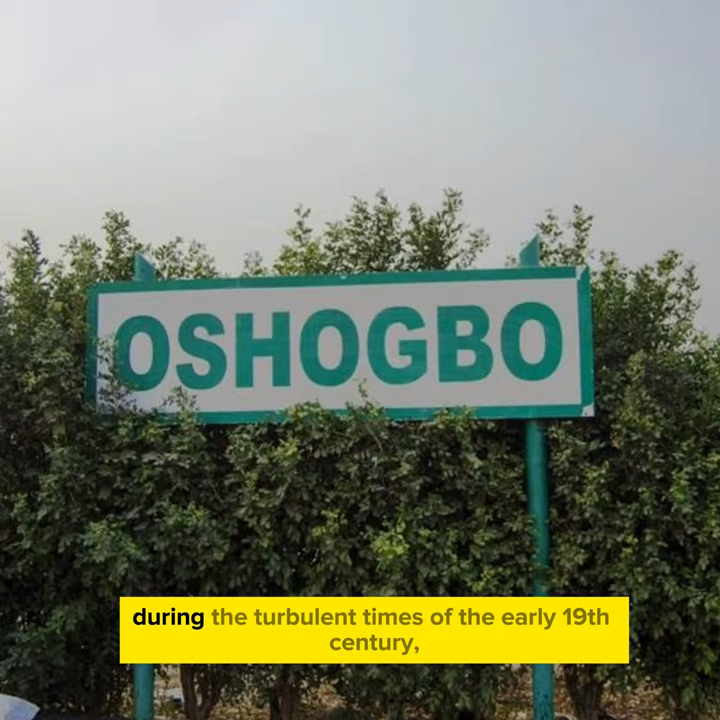 OSHOGBO
during the turbulent times of the early 19th
century,